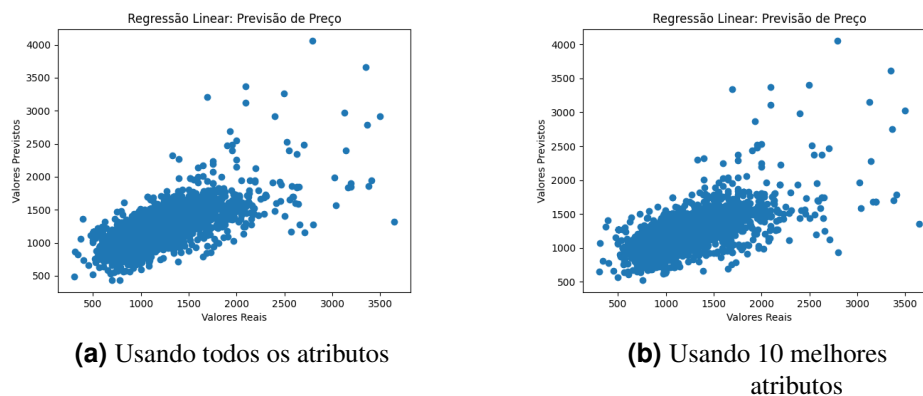 Regressão Linear: Previsão de Preço
4000
3500
3000
2500
2000
1500
1000
500
Valores Previstos
500 1000 1500 2000 2500 3000 3500
Valores Reais
(a) Usando todos os atributos
Regressão Linear: Previsão de Preço
4000
3500
3000
2500
2000
1500
1000
500
Valores Previstos
500 1000 1500 2000 2500 3000 3500
Valores Reais
(b) Usando 10 melhores
atributos